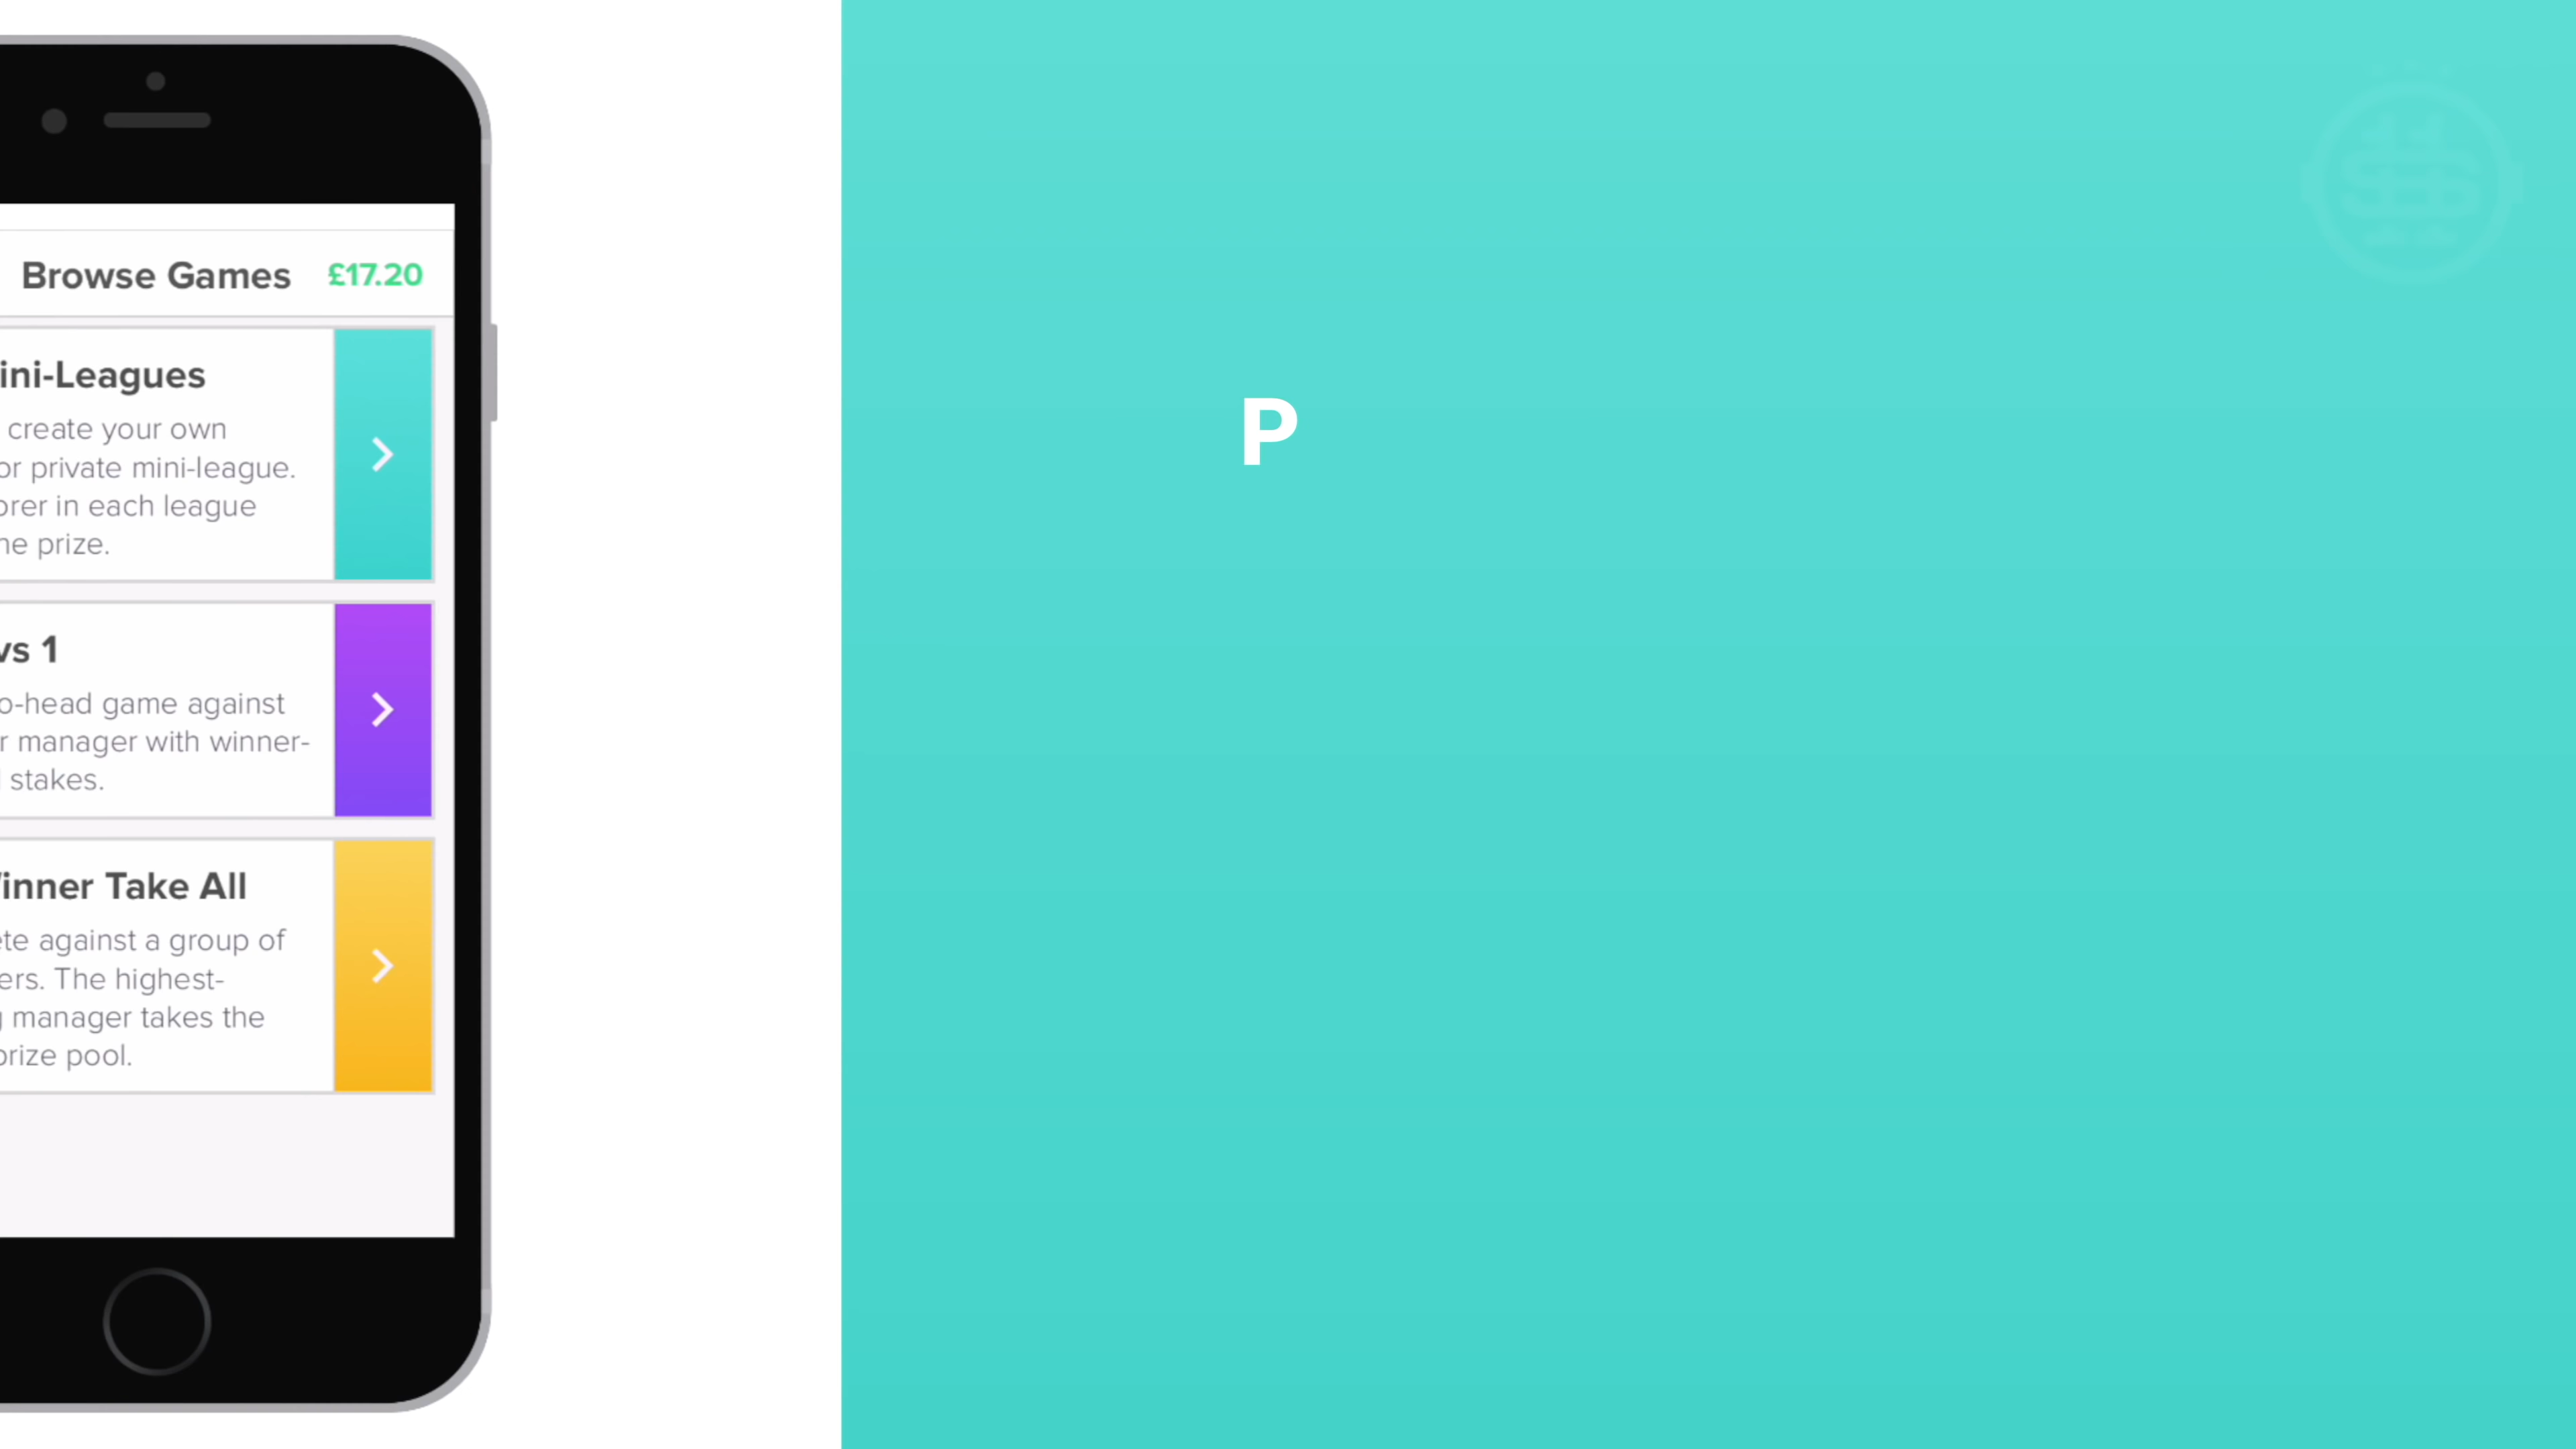 Browse Games £17.20
ini-Leagues
create your own
or private mini-league.
orer in each league
he prize.
vs 1
o-head game against
r manager with winner-
stakes.
inner Take All
ete against a group of
ers. The highest-
g manager takes the
prize pool.
P